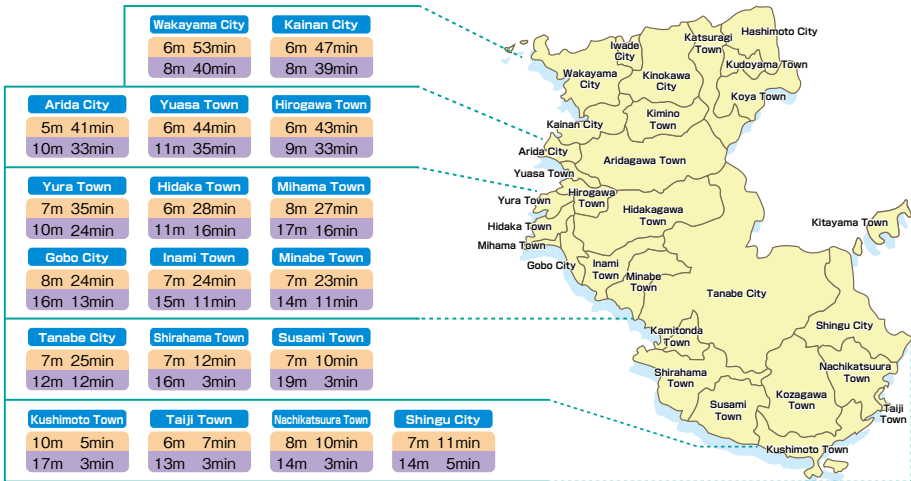 Wakayama City
6m 53min
8m 40min
Kainan City
6m 47min
8m 39min
Arida City
5m 41min
10m 33min
Yuasa Town
6m 44min
11m 35min
Hirogawa Town
6m 43min
9m 33min
Yura Town
7m 35min
10m 24min
Hidaka Town
6m 28min
11m 16min
Mihama Town
8m 27min
17m 16min
Gobo City
8m 24min
16m 13min
Inami Town
7m 24min
15m 11min
Minabe Town
7m 23min
14m 11min
Tanabe City
7m 25min
12m 12min
Shirahama Town
7m 12min
16m 3min
Susami Town
7m 10min
19m 3min
Kushimoto Town
10m 5min
17m 3min
Taiji Town
6m 7min
13m 3min
Nachikatsuura Town
8m 10min
14m 3min
Shingu City
7m 11min
14m 5min
Hashimoto City
Katsuragi
Town
Iwade
City
Kudoyama Town
Wakayama
City
Kinokawa
City
Koya Town
Kimino
Town
Kainan City
Arida City
Aridagawa Town
Yuasa Town
Hirogawa
Town
Yura Town
Hidakagawa
Town
Kitayama Town
Hidaka Town
Mihama Town
Gobo City
Inami
Town
Minabe
Town
Tanabe City
Shingu City
Kamitonda
Town
Nachikatsuura
Town
Shirahama
Town
Kozagawa
Town
Susami
Town
Taiji
Town
Kushimoto Town